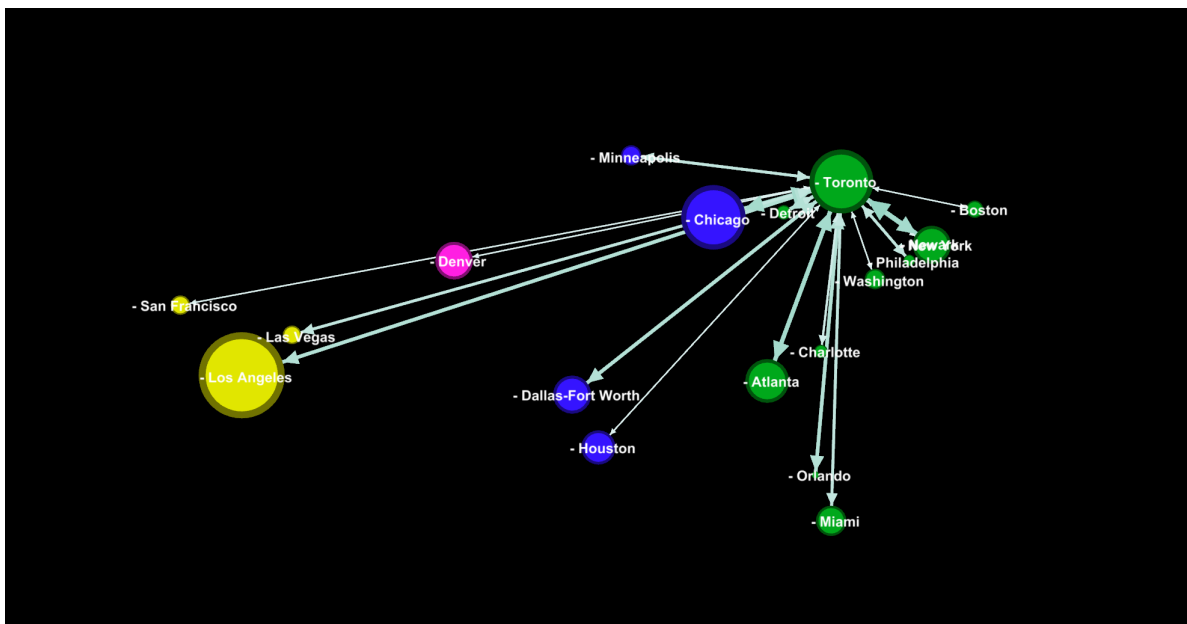 - Minneapolis
- Toronto
- Boston
- Detroit
- Chicago
- New York
Denver
Philadelphia
- Washington
- San Francisco
- Las Vegas
- Charlotte
- Los Angeles
- Atlanta
- Dallas-Fort Worth
- Houston
- Orlando
- Miami